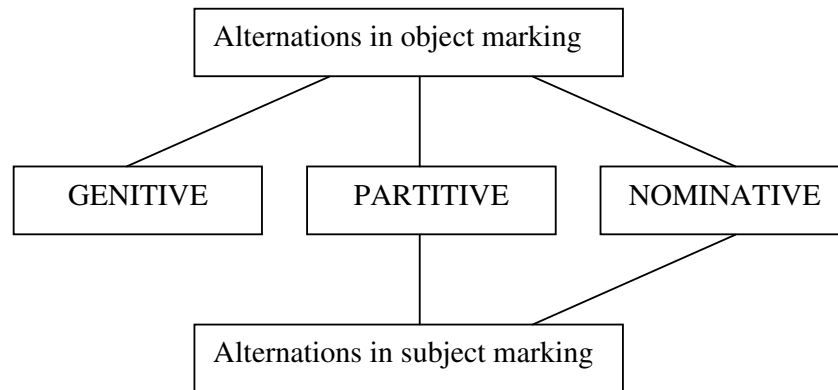 Alternations in object marking
GENITIVE PARTITIVE NOMINATIVE
Alternations in subject marking